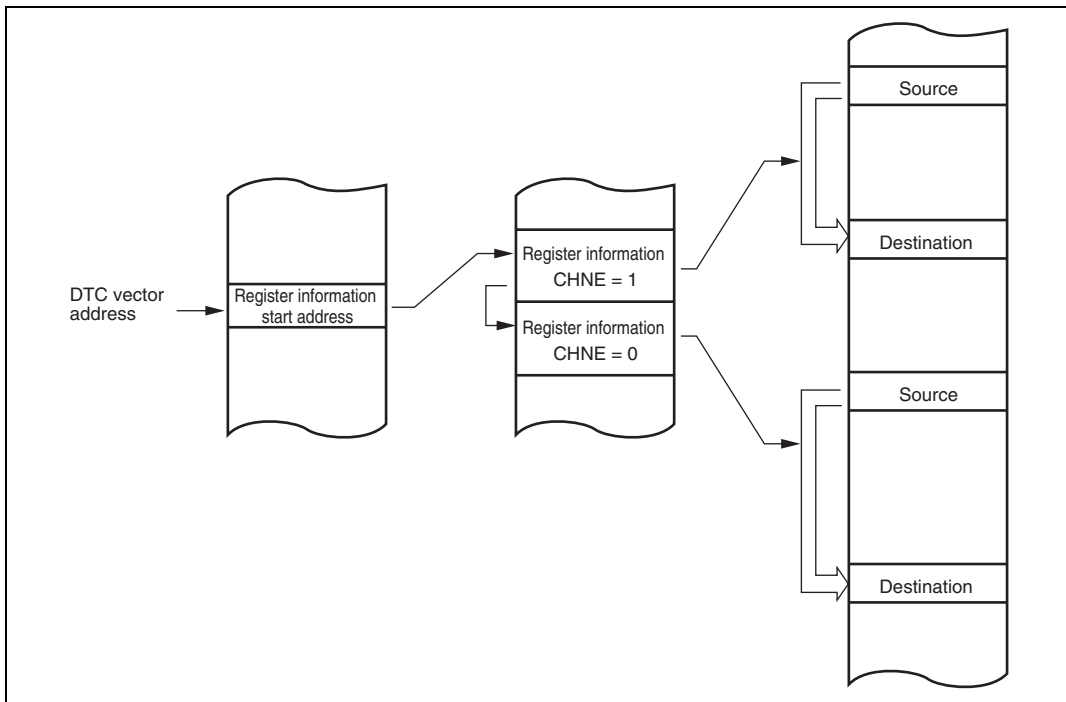 DTC vector
address
Register information
start address
Register information
CHNE = 1
Register information
CHNE = 0
Source
Destination
Source
Destination